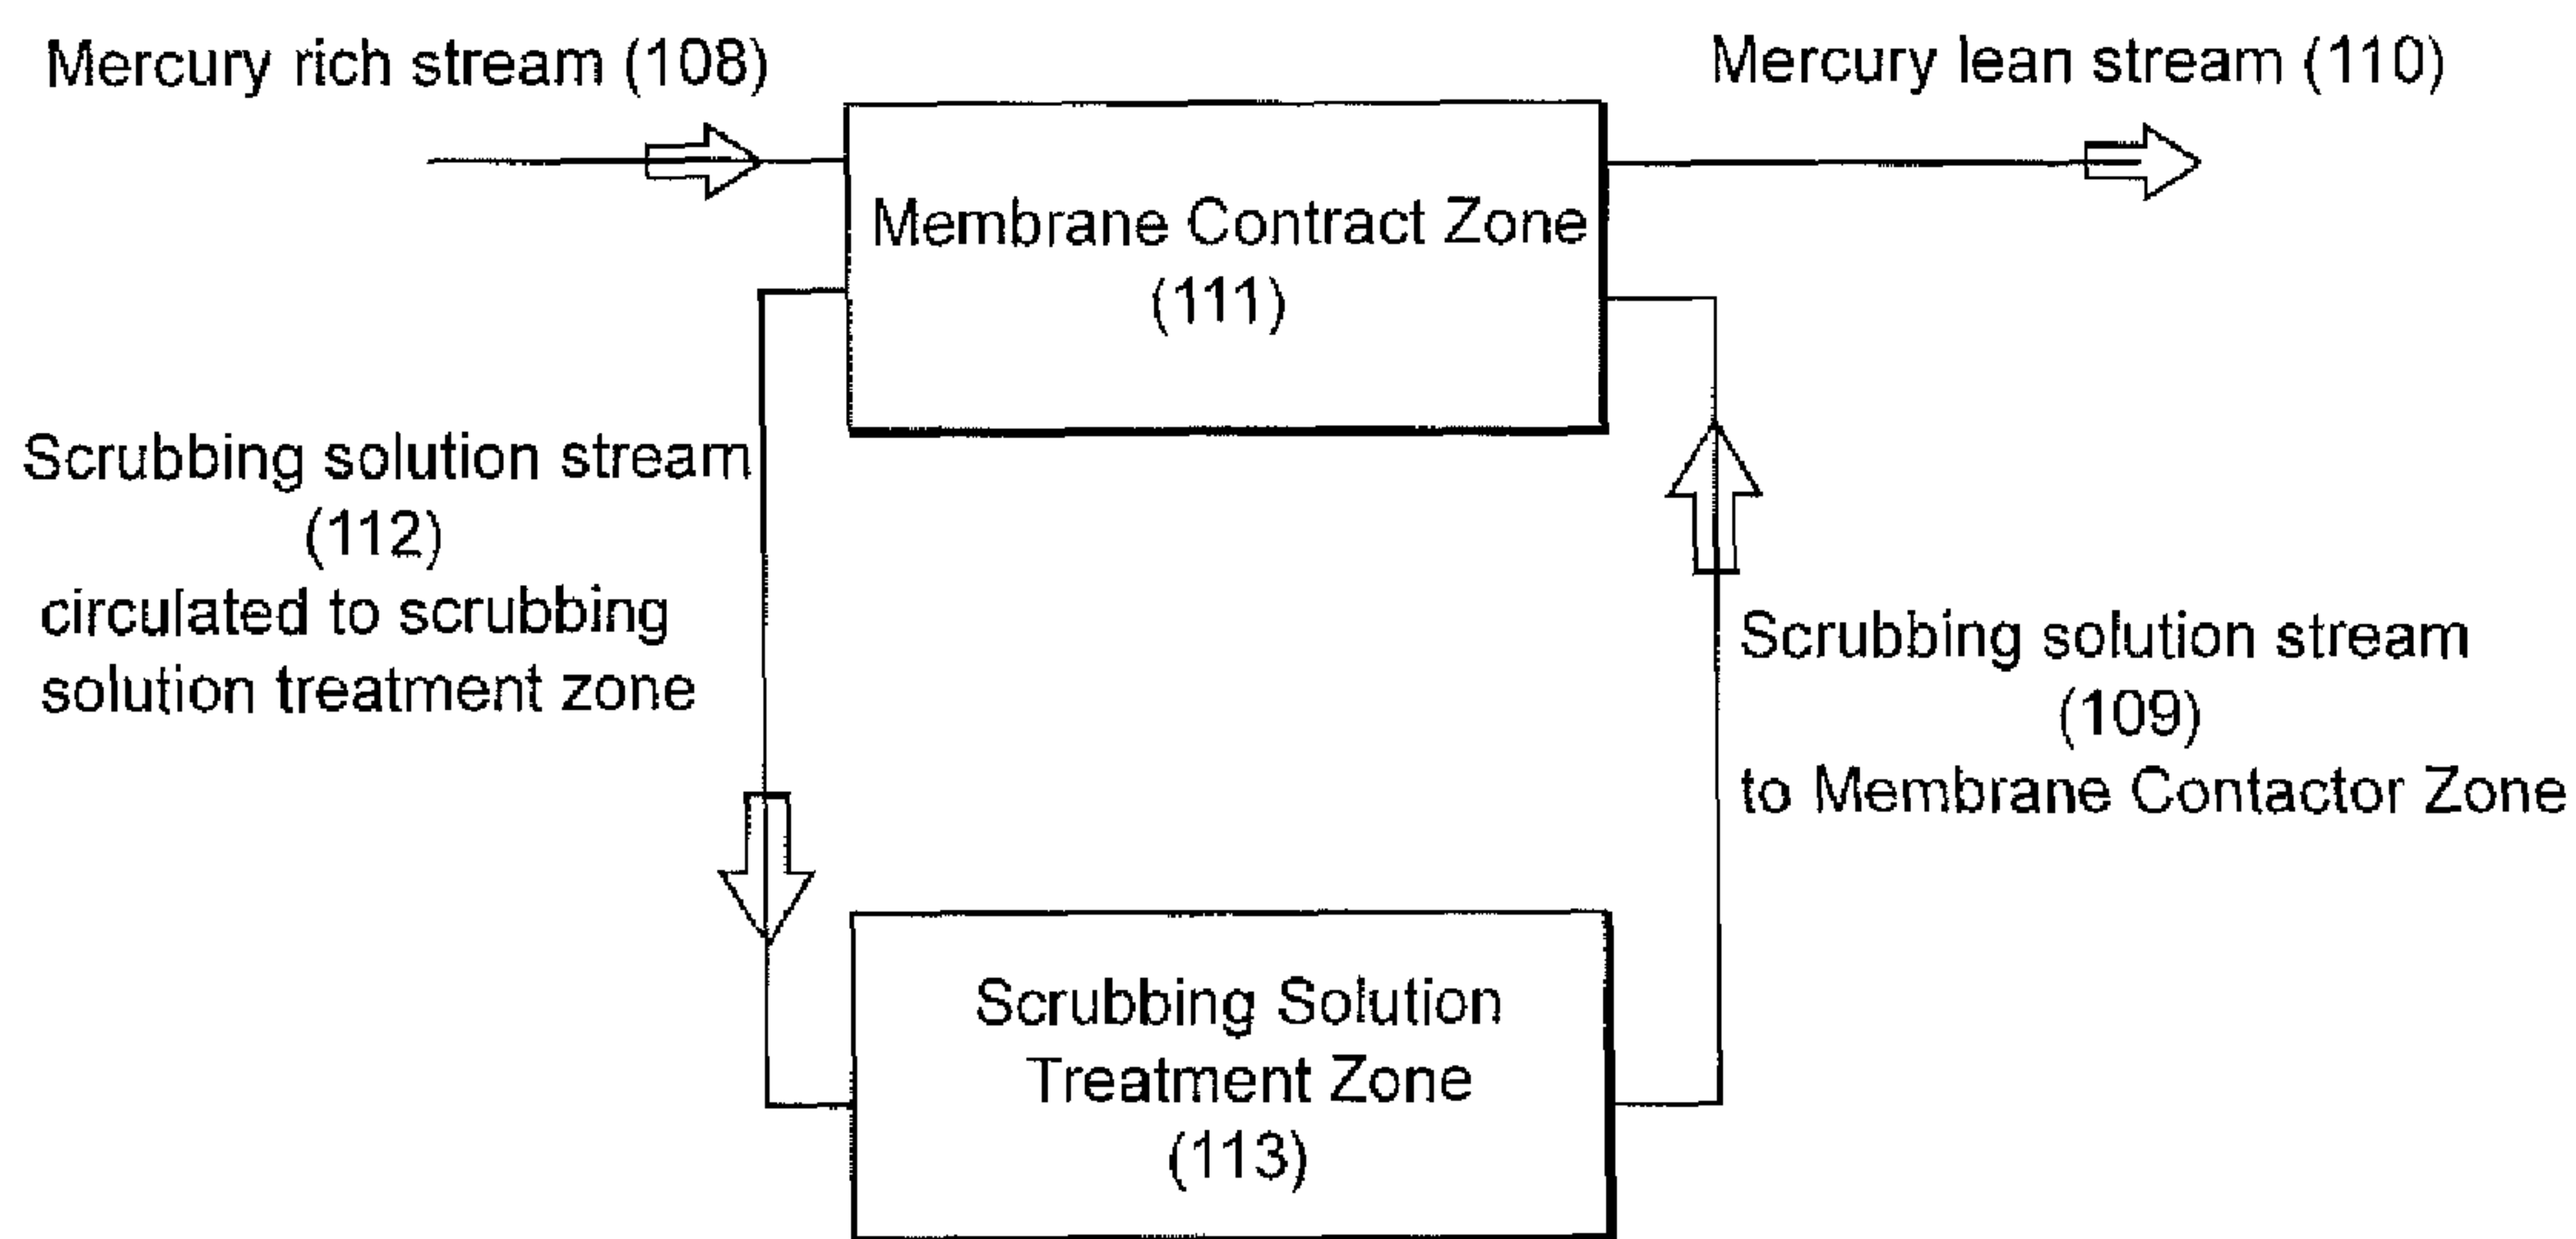 Mercury rich stream (108)
Mercury lean stream (110)
Membrane Contract Zone
(111)
Scrubbing solution stream
(112)
circulated to scrubbing
solution treatment zone
Scrubbing solution stream
(109)
to Membrane Contactor Zone
Scrubbing Solution
Treatment Zone
(113)